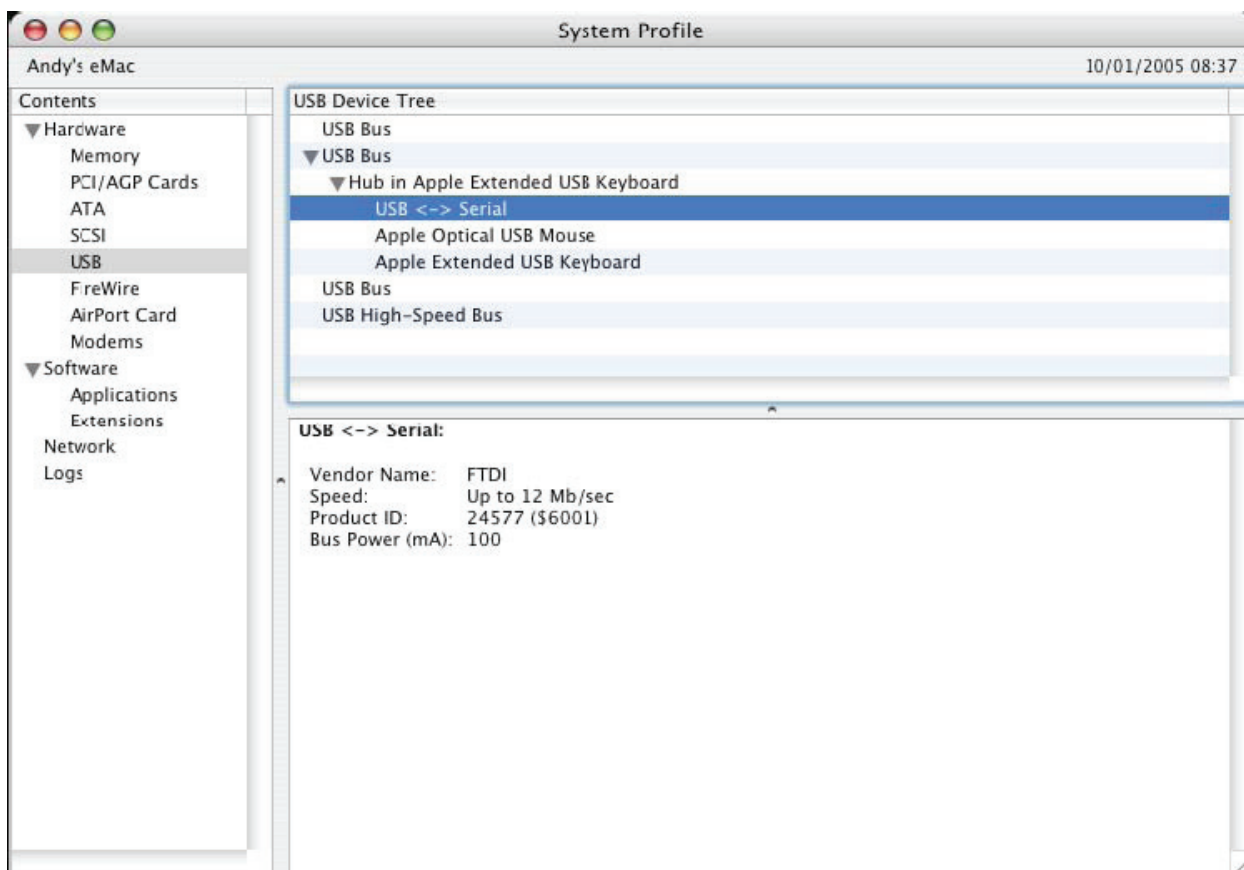 System Profile
Andy's eMac
10/01/2005 08:37
Contents
Hardware
Memory
PCI/AGP Cards
ATA
SCSI
USB
FireWire
AirPort Card
Modems
Software
Applications
Extensions
Network
Logs
USB Device Tree
USB Bus
USB Bus
Hub in Apple Extended USB Keyboard
USB <-> Serial
Apple Optical USB Mouse
Apple Extended USB Keyboard
USB Bus
USB High-Speed Bus
USB <-> Serial:
Vendor Name: FTDI
Speed: Up to 12 Mb/sec
Product ID: 24577 ($6001)
Bus Power (mA): 100